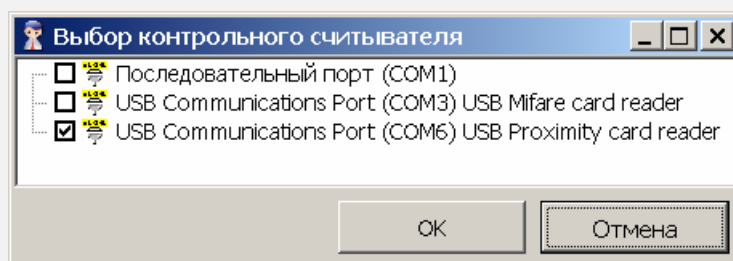 Выбор контрольного считывателя
Последовательный порт (COM1)
USB Communications Port (COM3) USB Mifare card reader
USB Communications Port (COM6) USB Proximity card reader
OK
Отмена